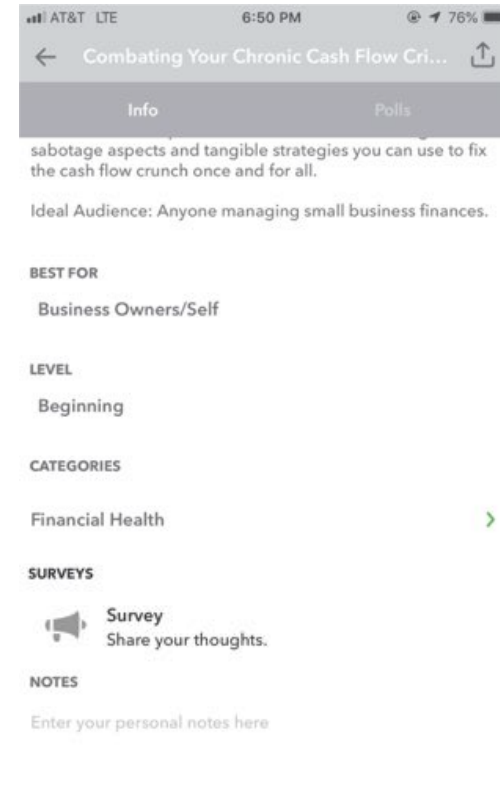 AT&T LTE 6:50 PM 76%
Combating Your Chronic Cash Flow Cri...
Info Polls
sabotage aspects and tangible strategies you can use to fix
the cash flow crunch once and for all.
Ideal Audience: Anyone managing small business finances.
BEST FOR
Business Owners/Self
LEVEL
Beginning
CATEGORIES
Financial Health
SURVEYS
Survey
Share your thoughts.
NOTES
Enter your personal notes here